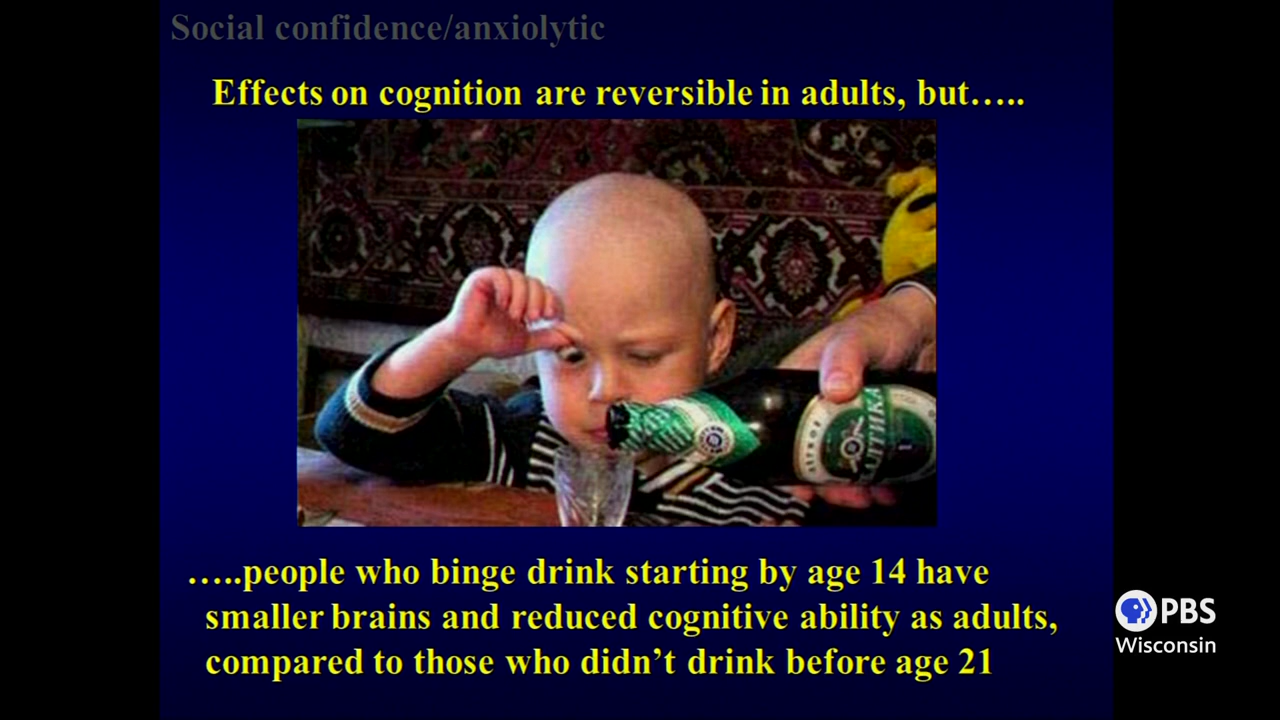 Social confidence/anxiolytic
Effects on cognition are reversible in adults, but…..
БАЛТИКА
1
…..people who binge drink starting by age 14 have
smaller brains and reduced cognitive ability as adults,
compared to those who didn’t drink before age 21
PBS
Wisconsin